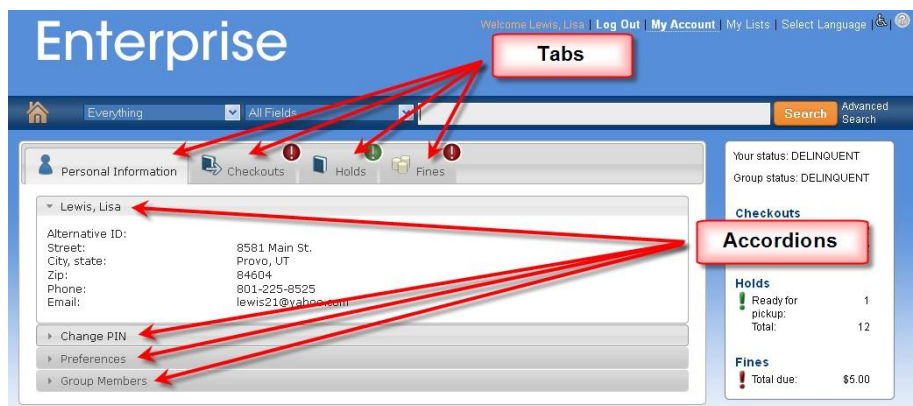 Enterprise
Welcome Lewis, Lisa | Log Out | My Account | My Lists | Select Language |
Tabs
Everything All Fields Search Advanced Search
Personal Information Checkouts Holds Fines
Lewis, Lisa
Alternative ID:
Street: 8581 Main St.
City, state: Provo, UT
Zip: 84604
Phone: 801-225-8525
Email: lewis21@yahoo.com
Change PIN
Preferences
Group Members
Accordions
Your status: DELINQUENT
Group status: DELINQUENT
Checkouts
Holds
Ready for 1
pickup:
Total: 12
Fines
Total due: $5.00